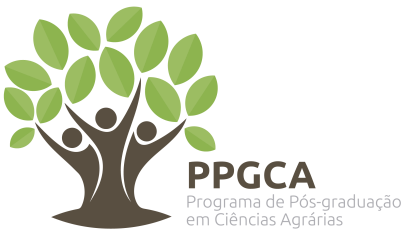 PPGCA
Programa de Pós-graduação
em Ciências Agrárias